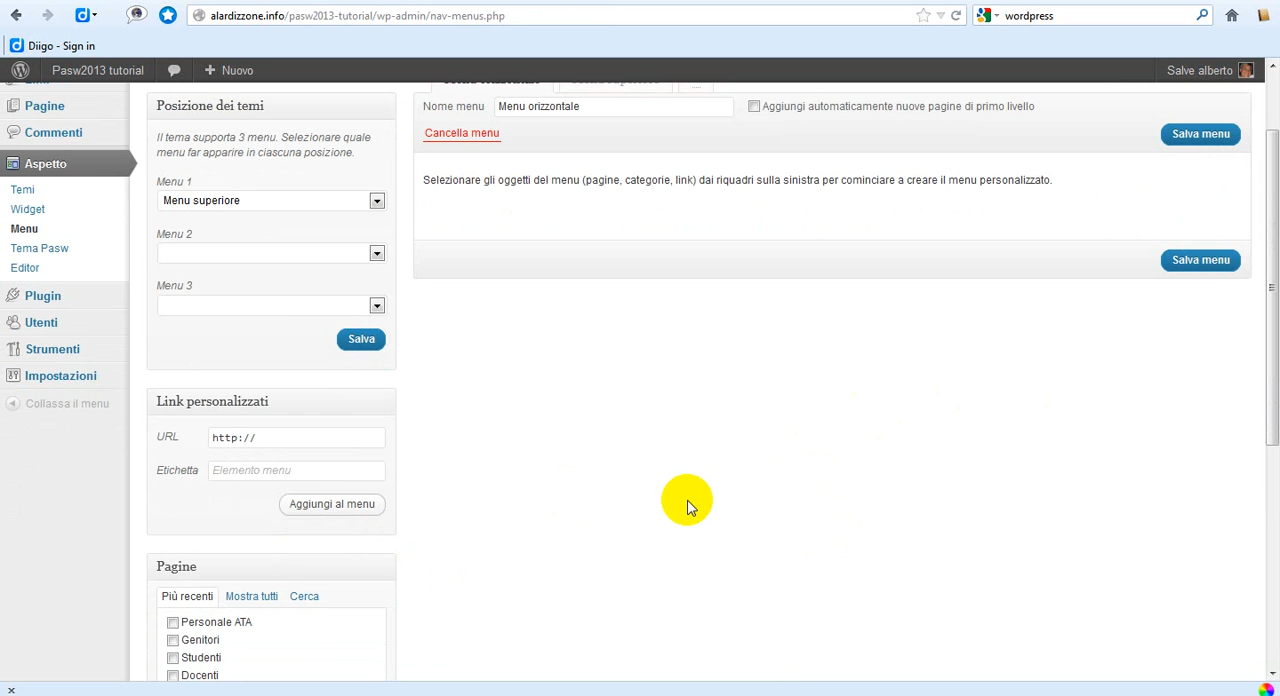 alardizzone.info/pasw2013-tutorial/wp-admin/nav-menus.php
wordpress
Diigo - Sign in
Pasw2013 tutorial
Nuovo
Salve alberto
Pagine
Commenti
Aspetto
Temi
Widget
Menu
Tema Pasw
Editor
Plugin
Utenti
Strumenti
Impostazioni
Collassa il menu
Posizione dei temi
Il tema supporta 3 menu. Selezionare quale
menu far apparire in ciascuna posizione.
Menu 1
Menu superiore
Menu 2
Menu 3
Salva
Link personalizzati
URL http://
Etichetta Elemento menu
Aggiungi al menu
Pagine
Più recenti Mostra tutti Cerca
Personale ATA
Genitori
Studenti
Docenti
Nome menu Menu orizzontale Aggiungi automaticamente nuove pagine di primo livello
Cancella menu Salva menu
Selezionare gli oggetti del menu (pagine, categorie, link) dai riquadri sulla sinistra per cominciare a creare il menu personalizzato.
Salva menu